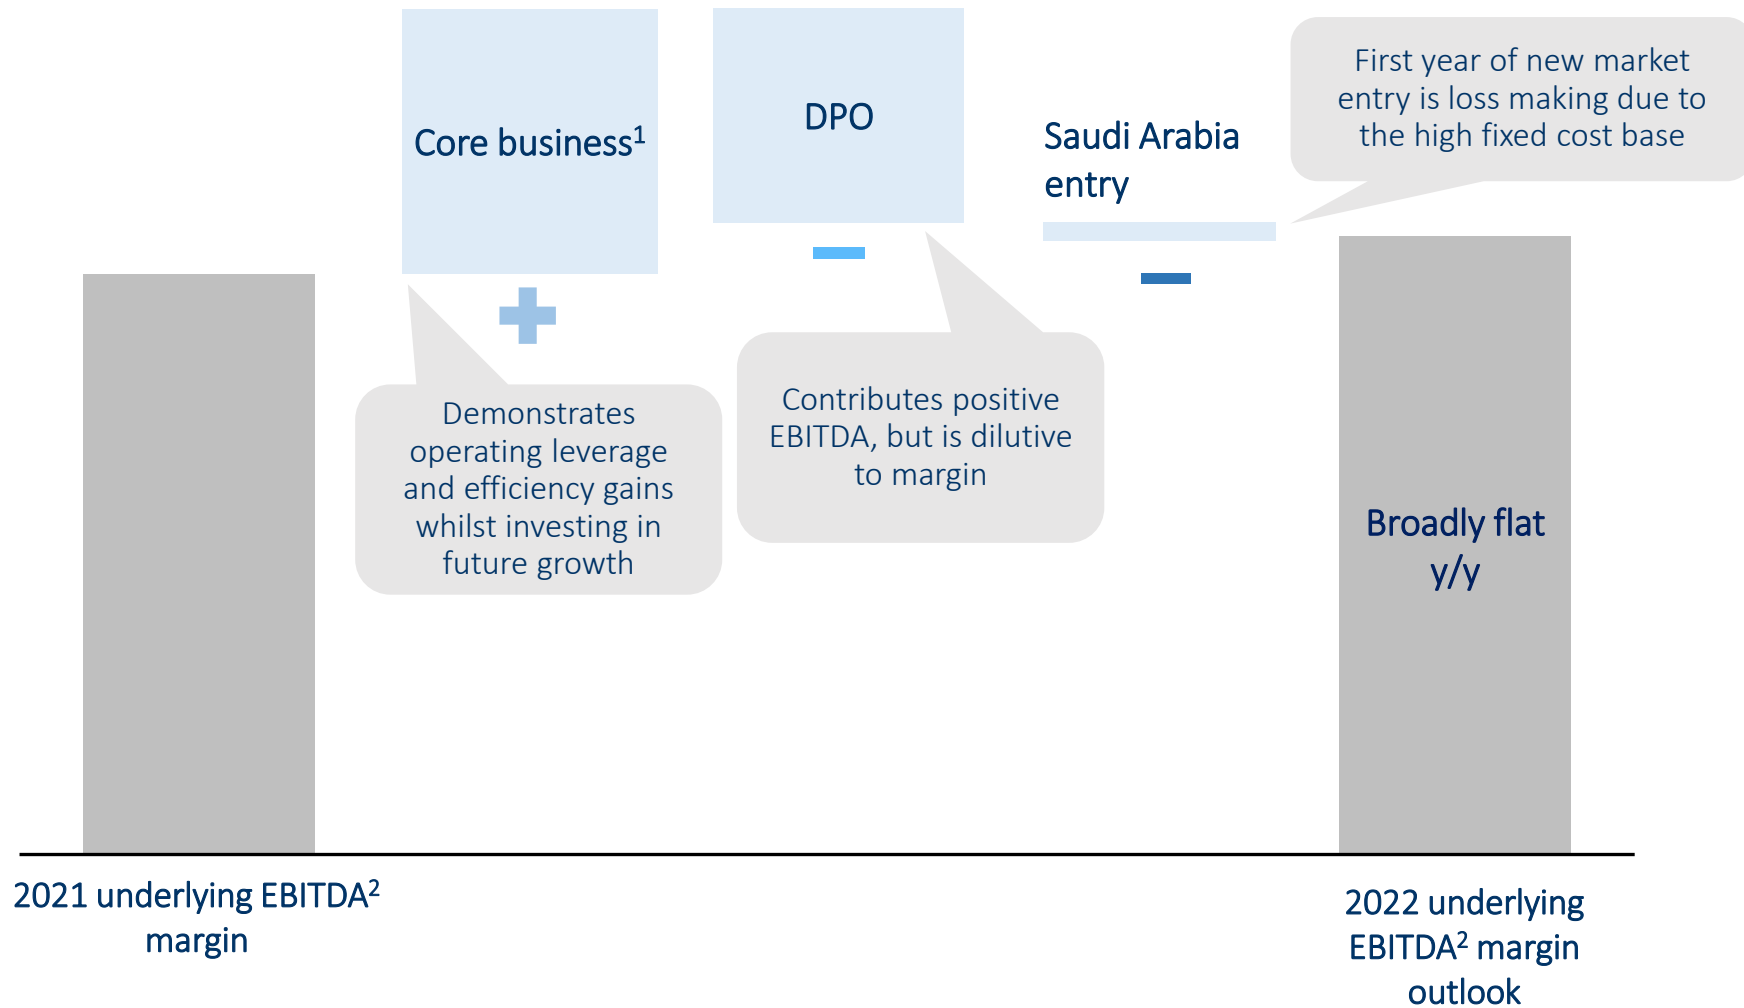 Core business¹
DPO
Saudi Arabia
entry
First year of new market
entry is loss making due to
the high fixed cost base
Demonstrates
operating leverage
and efficiency gains
whilst investing in
future growth
Contributes positive
EBITDA, but is dilutive
to margin
Broadly flat
y/y
2021 underlying EBITDA²
margin
2022 underlying
EBITDA² margin
outlook